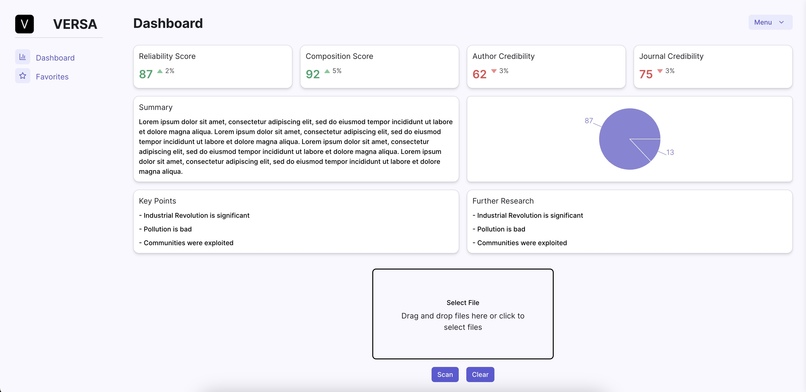 V VERSA
Dashboard
Favorites
Dashboard
Menu
Reliability Score
87 2%
Composition Score
92 5%
Author Credibility
62 3%
Journal Credibility
75 3%
Summary
Lorem ipsum dolor sit amet, consectetur adipiscing elit, sed do eiusmod tempor incididunt ut labore
et dolore magna aliqua. Lorem ipsum dolor sit amet, consectetur adipiscing elit, sed do eiusmod
tempor incididunt ut labore et dolore magna aliqua. Lorem ipsum dolor sit amet, consectetur
adipiscing elit, sed do eiusmod tempor incididunt ut labore et dolore magna aliqua. Lorem ipsum
dolor sit amet, consectetur adipiscing elit, sed do eiusmod tempor incididunt ut labore et dolore
magna aliqua.
87
13
Key Points
- Industrial Revolution is significant
- Pollution is bad
- Communities were exploited
Further Research
- Industrial Revolution is significant
- Pollution is bad
- Communities were exploited
Select File
Drag and drop files here or click to
select files
Scan
Clear